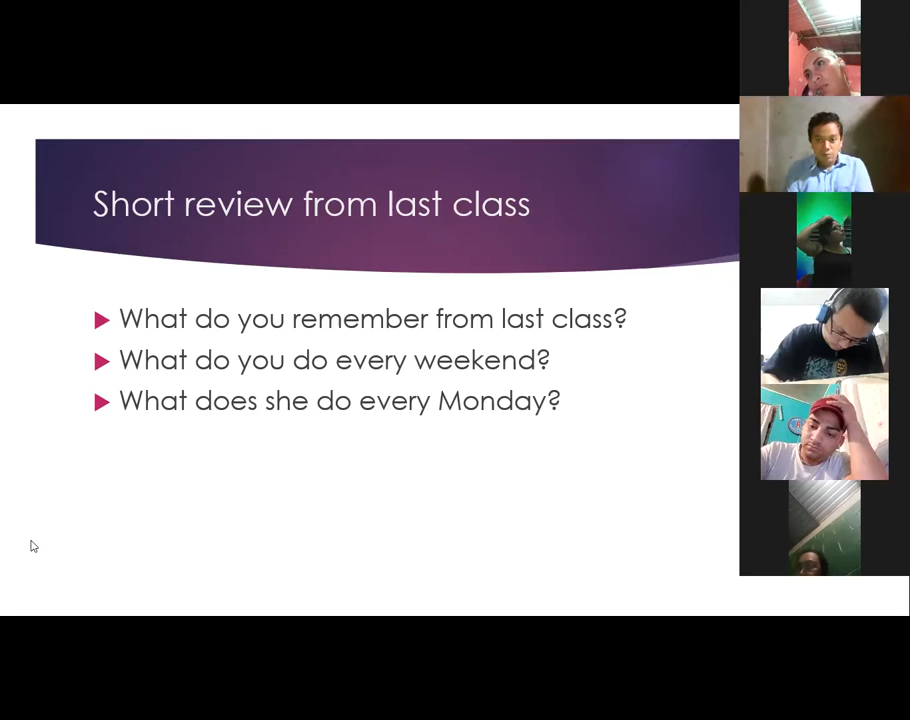 Short review from last class
What do you remember from last class?
What do you do every weekend?
What does she do every Monday?